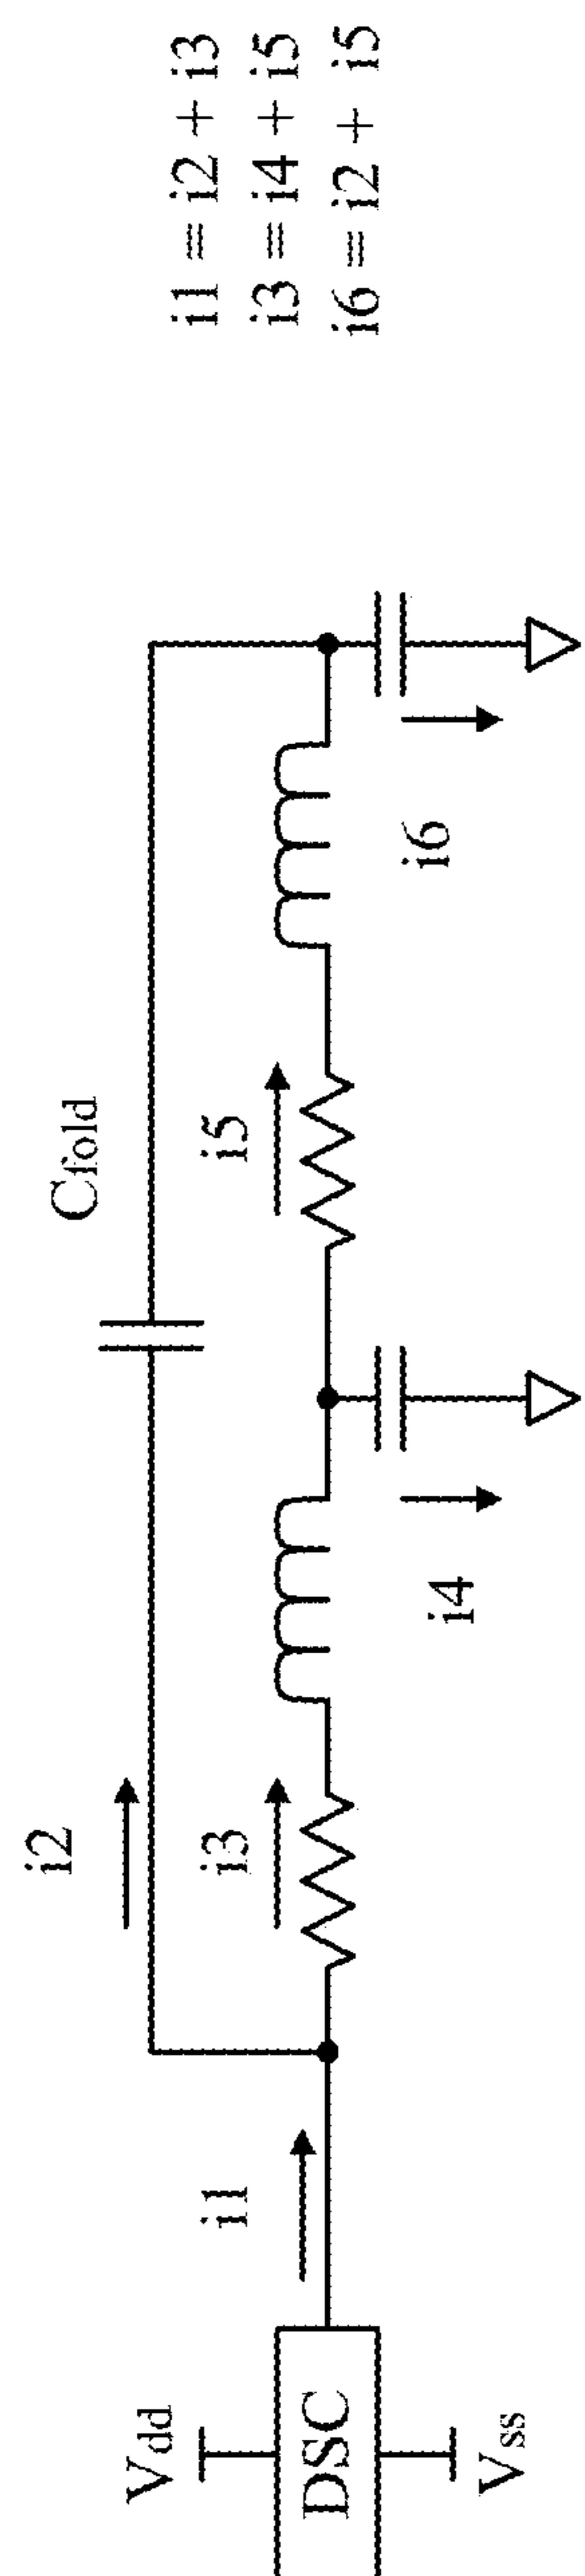 i1 = i2 + i3
i3 = i4 + i5
i6 = i2 + i5
Cfold
i2
i3
i5
i1
i4
i6
Vdd
DSC
Vss